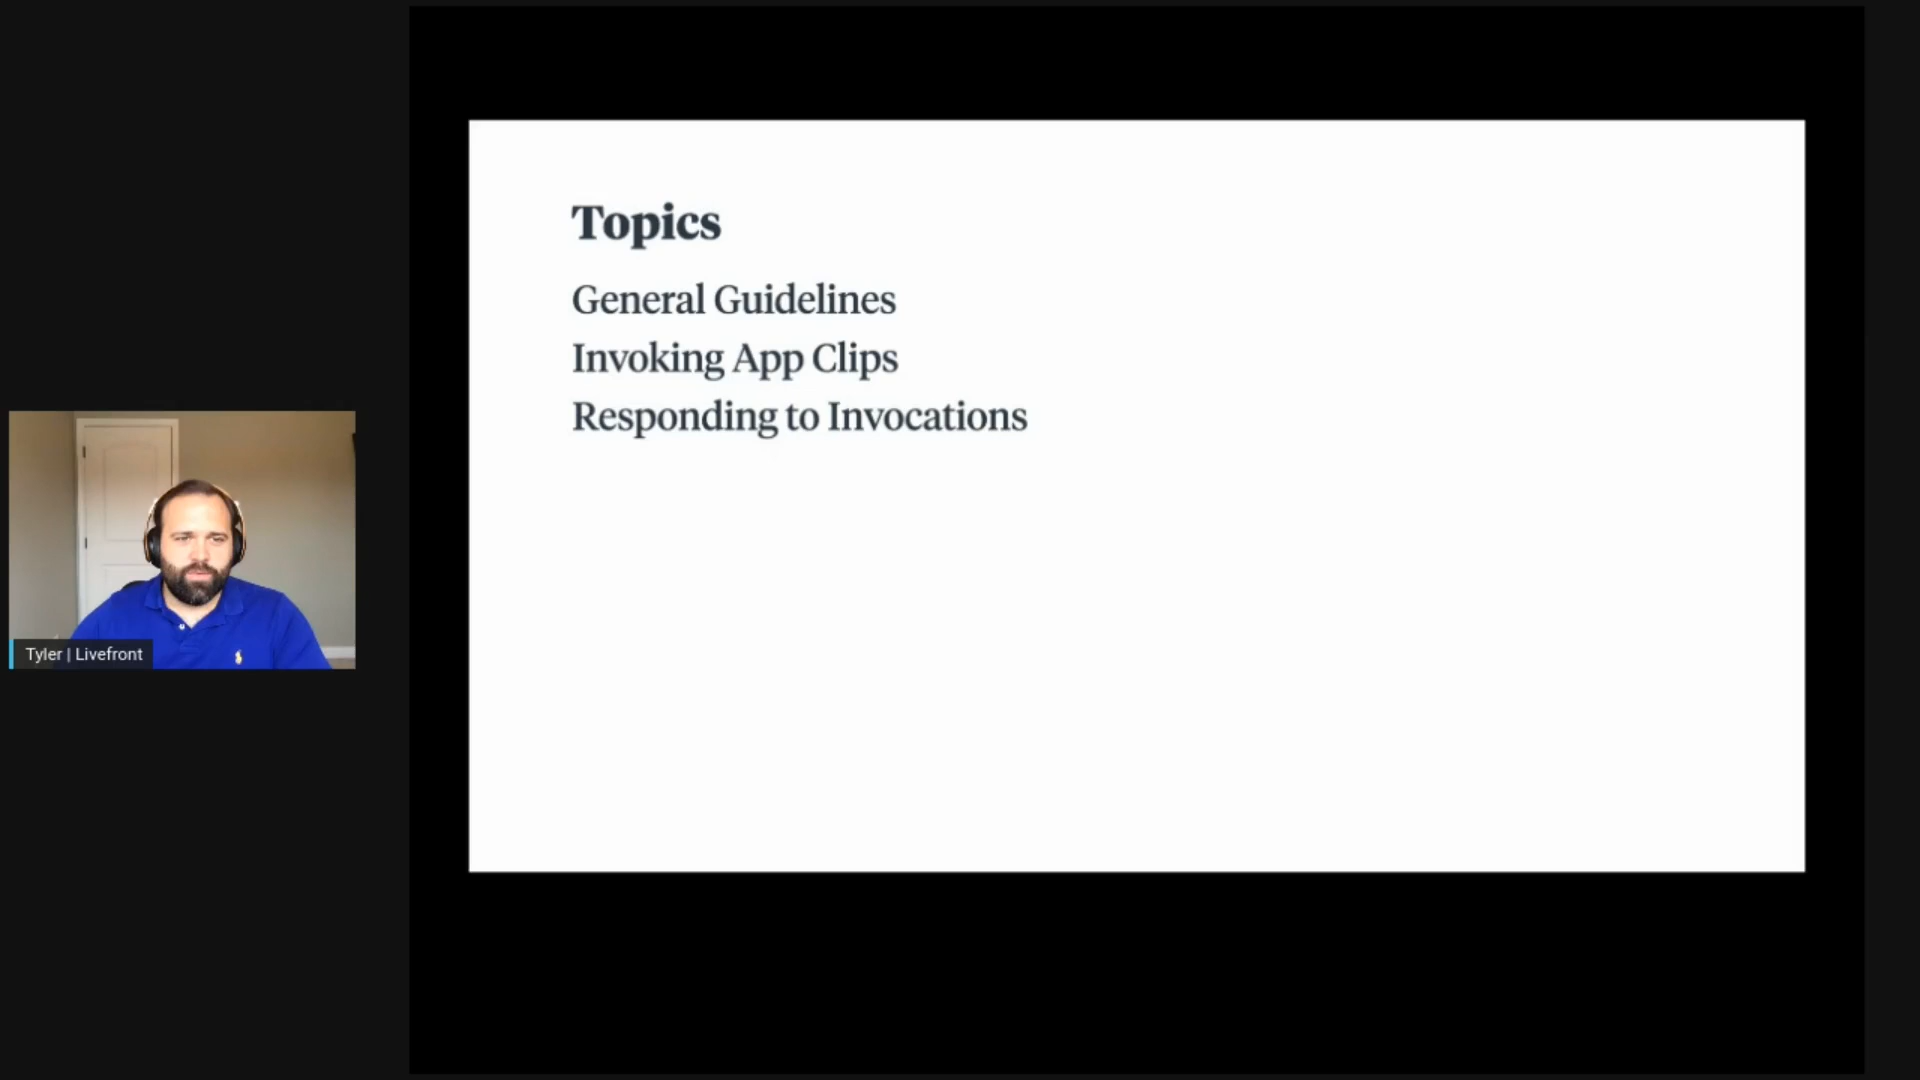 Topics
General Guidelines
Invoking App Clips
Responding to Invocations
Tyler | Livefront